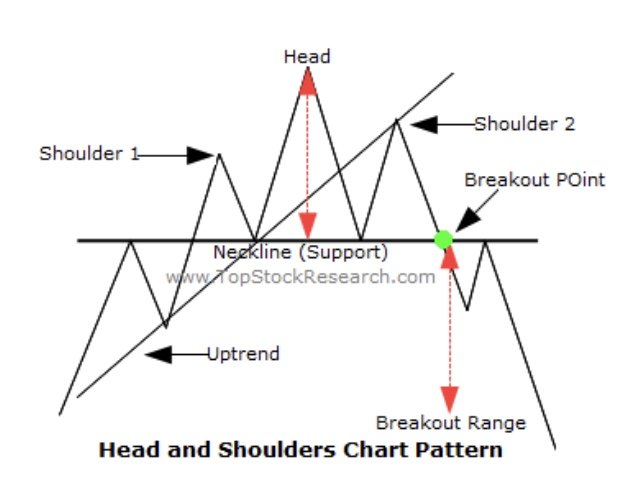 Head
Shoulder 2
Shoulder 1
Breakout POint
Neckline (Support)
www.TopStockResearch.com
Uptrend
Breakout Range
Head and Shoulders Chart Pattern